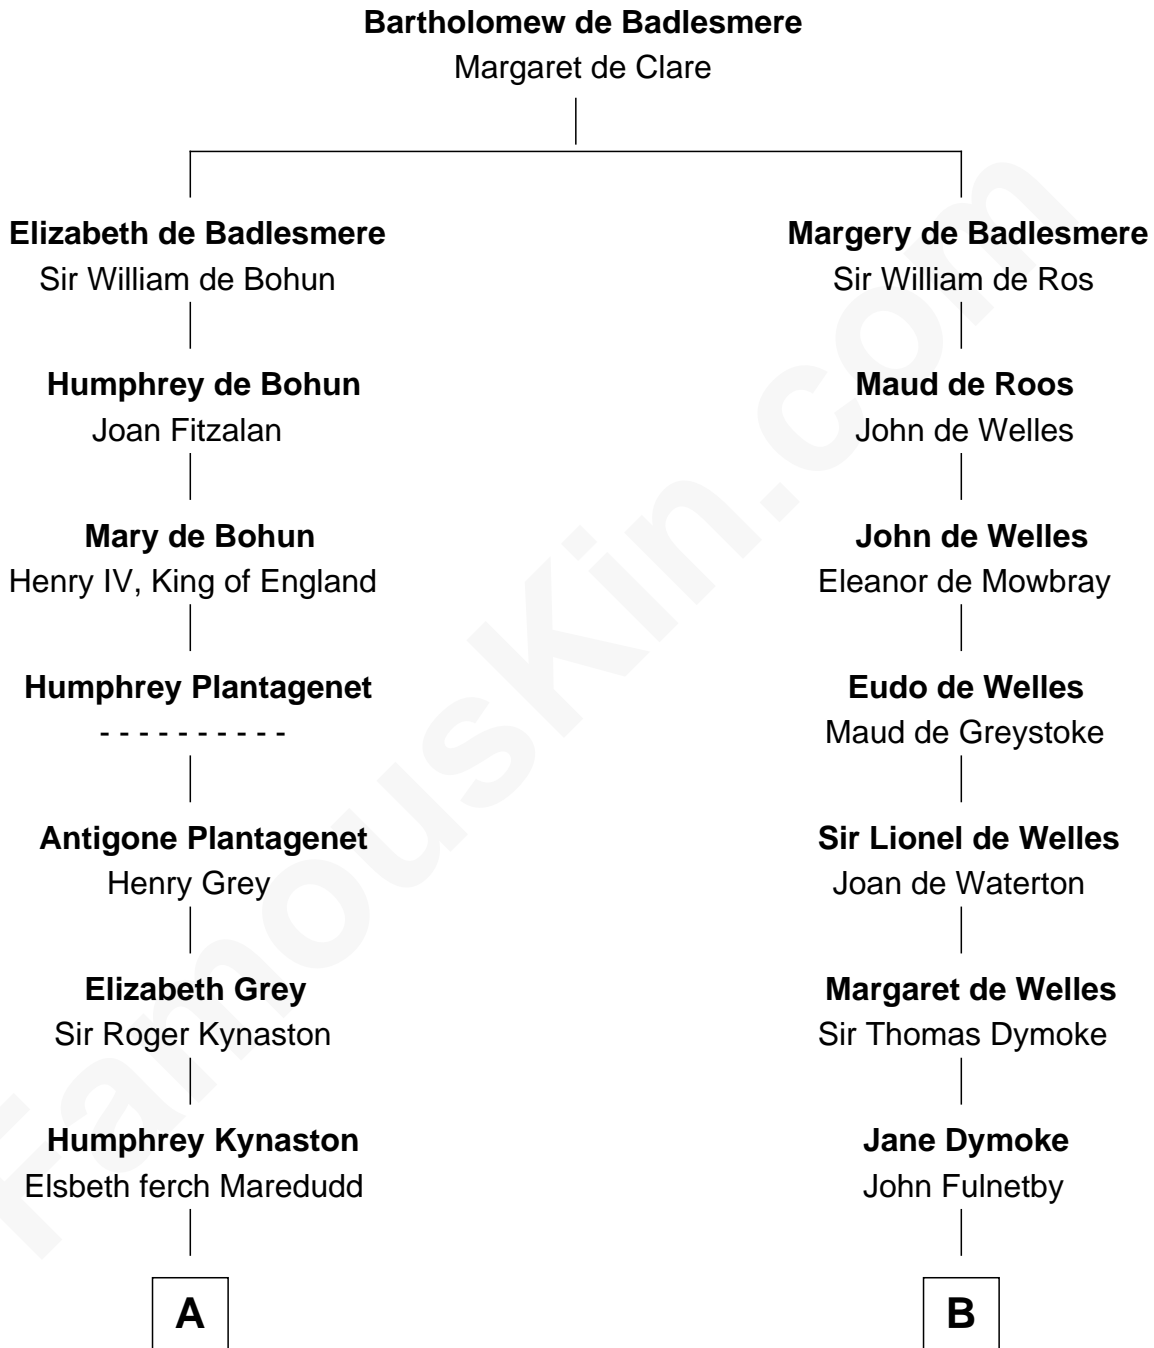 Bartholomew de Badlesmere
Margaret de Clare
Elizabeth de Badlesmere
Sir William de Bohun
Margery de Badlesmere
Sir William de Ros
Humphrey de Bohun
Joan Fitzalan
Maud de Roos
John de Welles
Mary de Bohun
Henry IV, King of England
John de Welles
Eleanor de Mowbray
Humphrey Plantagenet
- - - - - - - - - -
Eudo de Welles
Maud de Greystoke
Antigone Plantagenet
Henry Grey
Sir Lionel de Welles
Joan de Waterton
Elizabeth Grey
Sir Roger Kynaston
Margaret de Welles
Sir Thomas Dymoke
Humphrey Kynaston
Elsbeth ferch Maredudd
Jane Dymoke
John Fulnetby
A
B
FamousKin.com